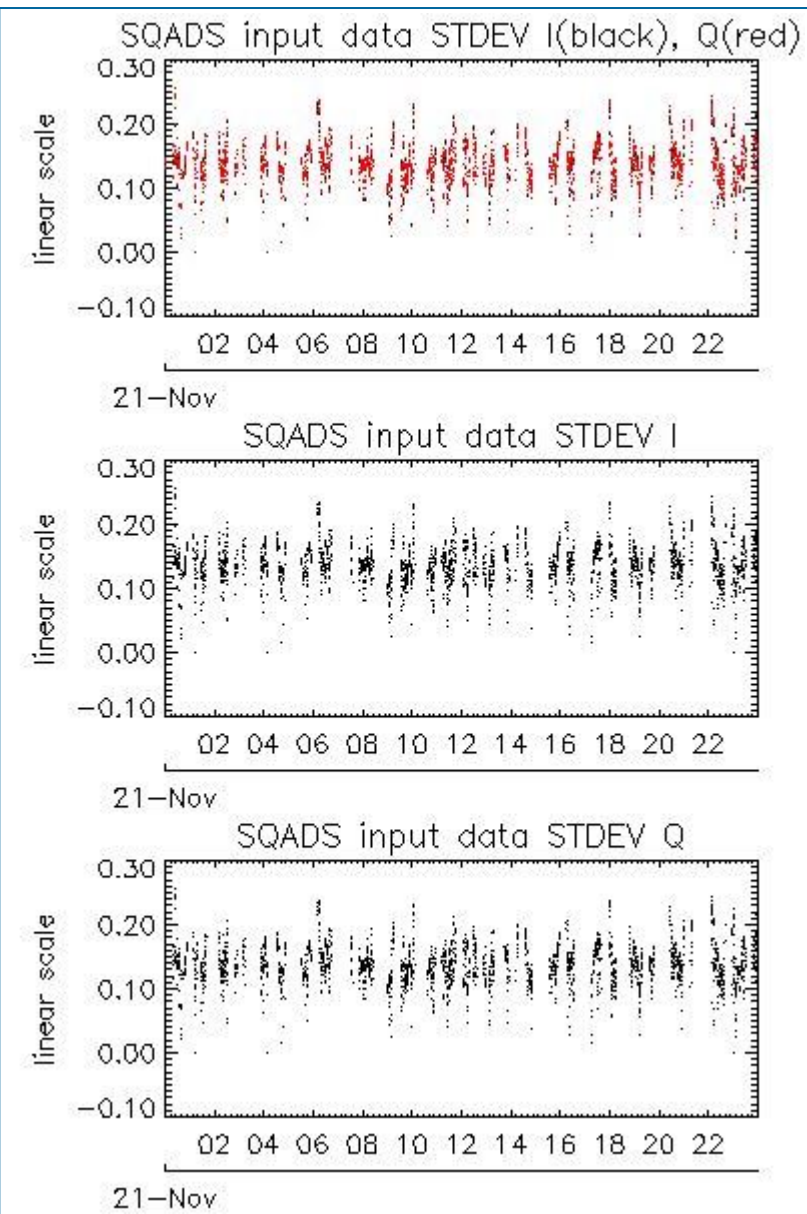 SQADS input data STDEV I(black), Q(red)
0.30
0.20
0.10
0.00
-0.10
linear scale
02 04 06 08 10 12 14 16 18 20 22
21-Nov
SQADS input data STDEV I
0.30
0.20
0.10
0.00
-0.10
linear scale
02 04 06 08 10 12 14 16 18 20 22
21-Nov
SQADS input data STDEV Q
0.30
0.20
0.10
0.00
-0.10
linear scale
02 04 06 08 10 12 14 16 18 20 22
21-Nov